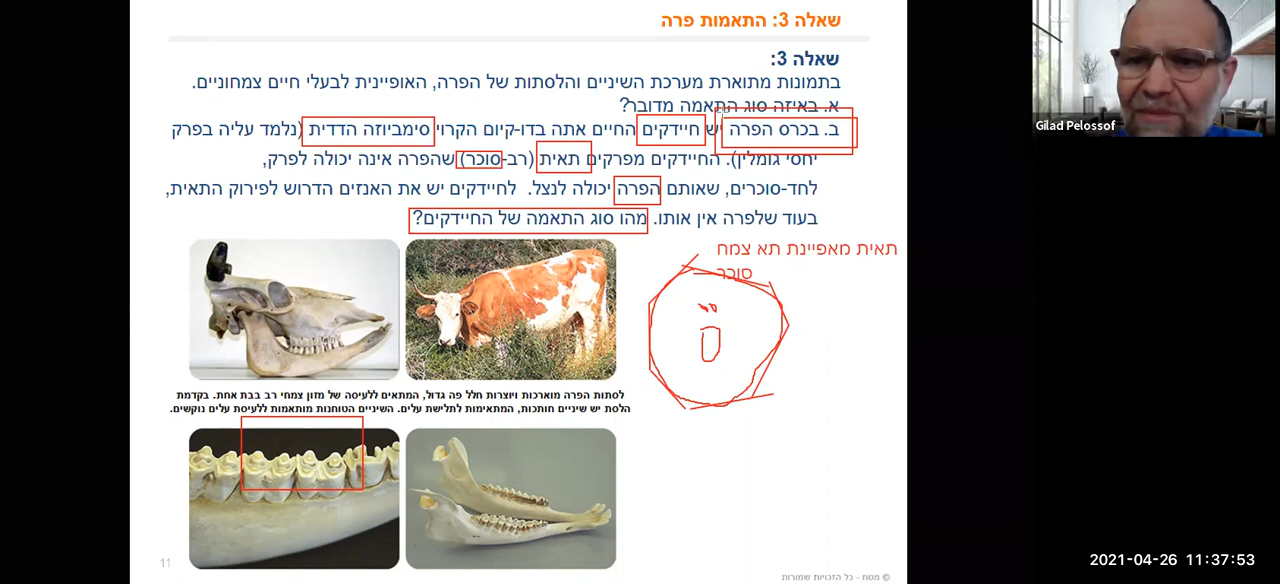 שאלה 3: התאמות פרה
שאלה 3:
בתמונות מתוארת מערכת השיניים והלסתות של הפרה, האופיינית לבעלי חיים צמחוניים.
א. באיזה סוג התאמה מדובר?
ב. בכרס הפרה יש חיידקים החיים אתה בדו-קיום הקרוי סימביוזה הדדית (נלמד עליה בפרק
יחסי גומלין). החיידקים מפרקים תאית (רב-סוכר) שהפרה אינה יכולה לפרק,
לחד-סוכרים, שאותם הפרה יכולה לנצל. לחיידקים יש את האנזים הדרוש לפירוק התאית,
בעוד שלפרה אין אותו. מהו סוג התאמה של החיידקים?
תאית מאפיינת תא צמח
סוכר
לסתות הפרה מוארכות ויוצרות חלל פה גדול, המתאים ללעיסה של מזון צמחי רב בבת אחת. בקדמת
הלסת יש שיניים חותכות, המתאימות לתלישת עלים. השיניים הטוחנות מותאמות ללעיסת עלים נוקשים.
11
© מטח - כל הזכויות שמורות
Gilad Pelossof
2021-04-26 11:37:53